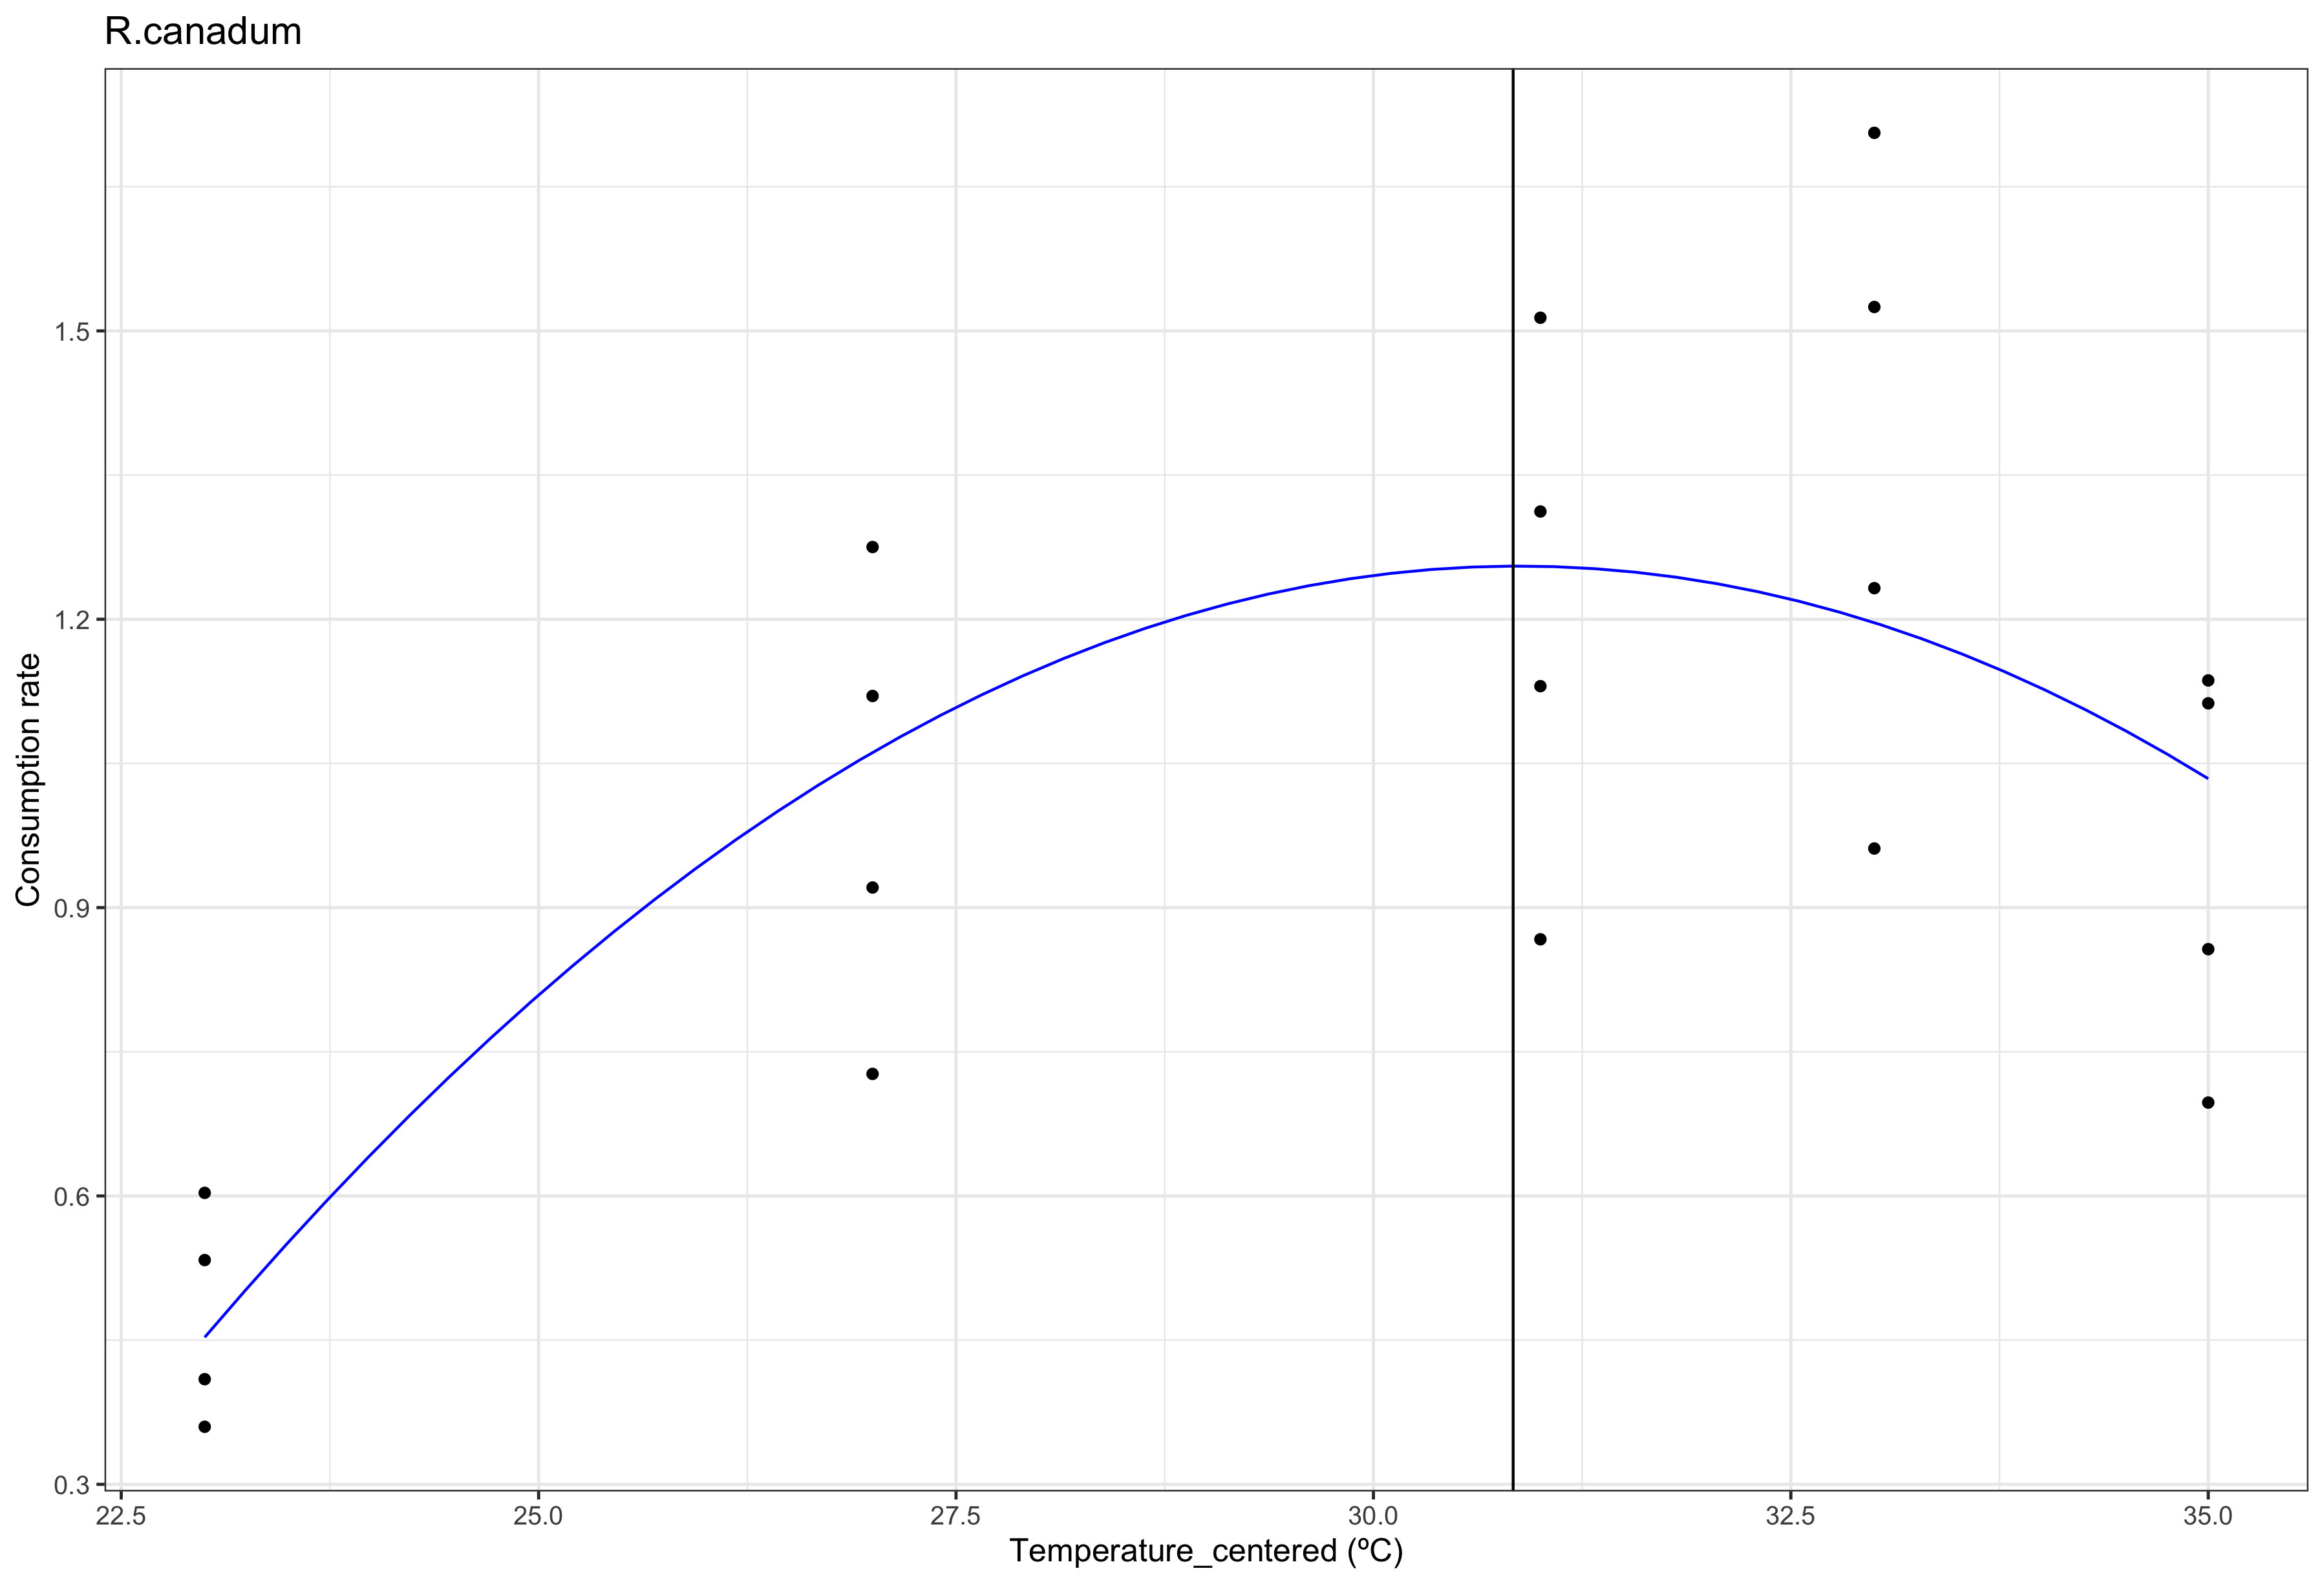 R.canadum
Consumption rate
1.5
1.2
0.9
0.6
0.3
22.5 25.0 27.5 30.0 32.5 35.0
Temperature_centered (ºC)